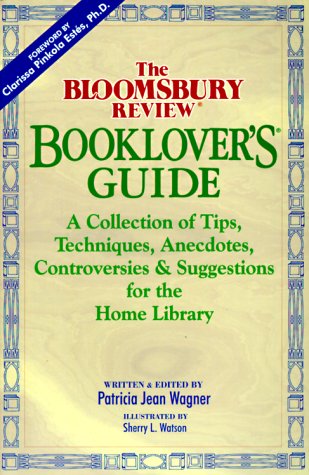 FOREWORD BY
Clarissa Pinkola Estés, Ph.D.
The
BLOOMSBURY
REVIEW®
BOOKLOVER'S®
GUIDE
A Collection of Tips,
Techniques, Anecdotes,
Controversies & Suggestions
for the
Home Library
WRITTEN & EDITED BY
Patricia Jean Wagner
ILLUSTRATED BY
Sherry L. Watson